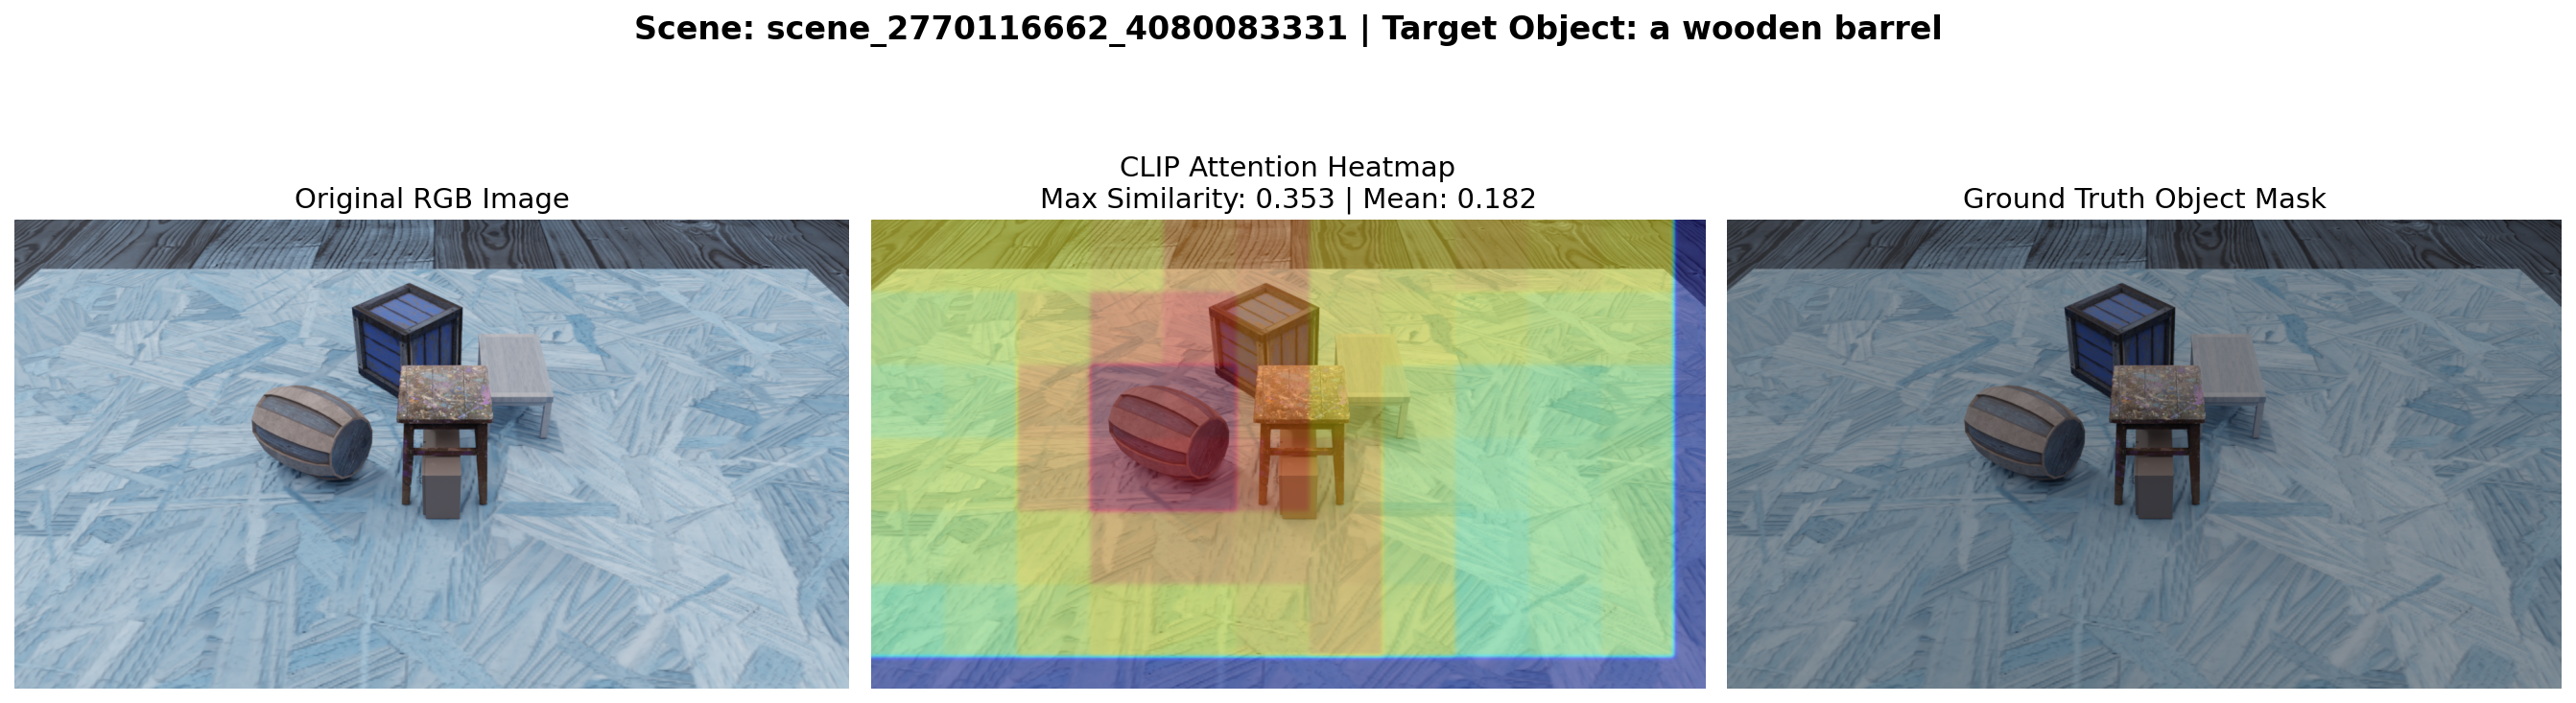 Scene: scene_2770116662_4080083331 | Target Object: a wooden barrel
Original RGB Image
CLIP Attention Heatmap
Max Similarity: 0.353 | Mean: 0.182
Ground Truth Object Mask